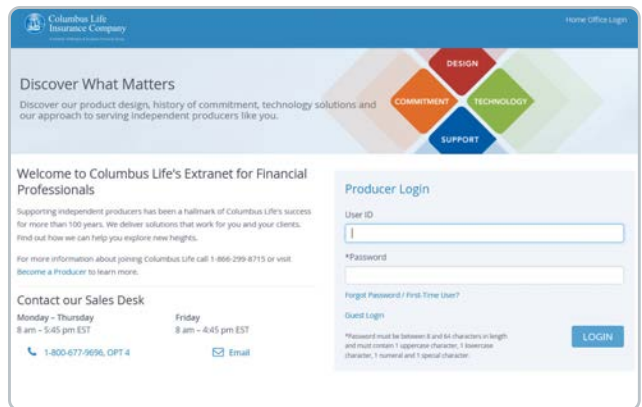 Columbus Life
Insurance Company
Home Office Login
Discover What Matters
Discover our product design, history of commitment, technology solutions and
our approach to serving independent producers like you.
DESIGN
COMMITMENT
TECHNOLOGY
SUPPORT
Welcome to Columbus Life's Extranet for Financial
Professionals
Supporting independent producers has been a hallmark of Columbus Life's success
for more than 100 years. We deliver solutions that work for you and your clients.
Find out how we can help you explore new heights.
For more information about joining Columbus Life call 1-866-299-8715 or visit
Become a Producer to learn more.
Contact our Sales Desk
Monday – Thursday
8 am – 5:45 pm EST
Friday
8 am – 4:45 pm EST
1-800-677-9696, OPT 4
Email
Producer Login
User ID
*Password
Forgot Password / First-Time User?
Guest Login
*Password must be between 8 and 64 characters in length
and must contain 1 uppercase character, 1 lowercase
character, 1 numeral and 1 special character.
LOGIN